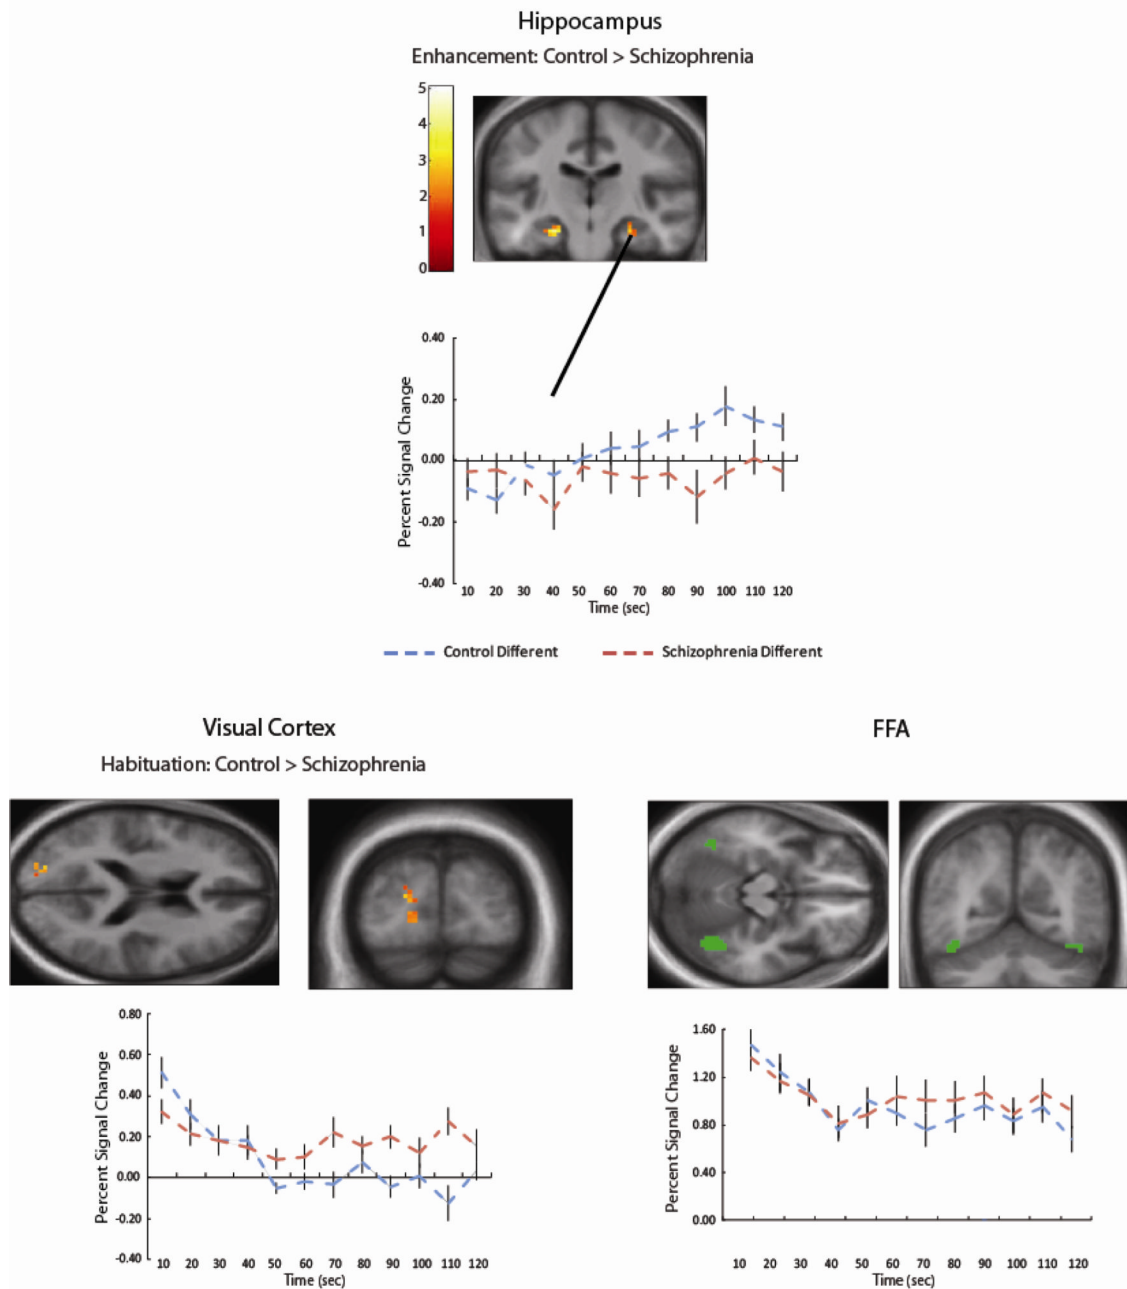 Hippocampus
Enhancement: Control > Schizophrenia
5
4
3
2
1
0
0.40
0.20
0.00
-0.20
-0.40
Percent Signal Change
10 20 30 40 50 60 70 80 90 100 110 120
Time (sec)
Control Different
Schizophrenia Different
Visual Cortex
Habituation: Control > Schizophrenia
FFA
0.80
0.60
0.40
0.20
0.00
-0.20
-0.40
Percent Signal Change
10 20 30 40 50 60 70 80 90 100 110 120
Time (sec)
1.60
1.20
0.80
0.40
0.00
Percent Signal Change
10 20 30 40 50 60 70 80 90 100 110 120
Time (sec)